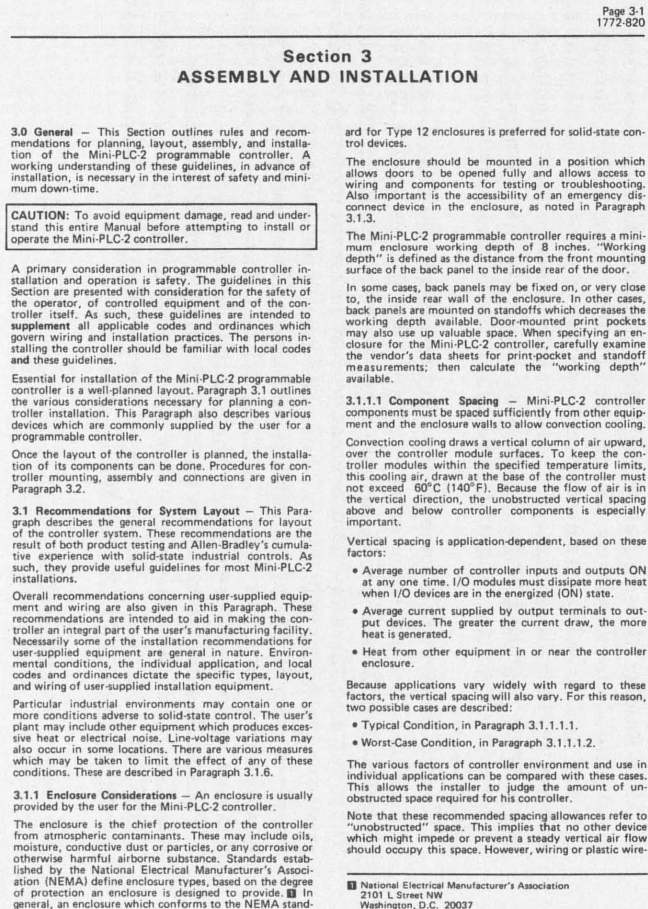 Page 3-1
1772-820
Section 3
ASSEMBLY AND INSTALLATION
3.0 General — This Section outlines rules and recom-
mendations for planning, layout, assembly, and installa-
tion of the Mini-PLC-2 programmable controller. A
working understanding of these guidelines, in advance of
installation, is necessary in the interest of safety and mini-
mum down-time.
CAUTION: To avoid equipment damage, read and under-
stand this entire Manual before attempting to install or
operate the Mini-PLC-2 controller.
A primary consideration in programmable controller in-
stallation and operation is safety. The guidelines in this
Section are presented with consideration for the safety of
the operator, of controlled equipment and of the con-
troller itself. As such, these guidelines are intended to
supplement all applicable codes and ordinances which
govern wiring and installation practices. The persons in-
stalling the controller should be familiar with local codes
and these guidelines.
Essential for installation of the Mini-PLC-2 programmable
controller is a well-planned layout. Paragraph 3.1 outlines
the various considerations necessary for planning a con-
troller installation. This Paragraph also describes various
devices which are commonly supplied by the user for a
programmable controller.
Once the layout of the controller is planned, the installa-
tion of its components can be done. Procedures for con-
troller mounting, assembly and connections are given in
Paragraph 3.2.
3.1 Recommendations for System Layout — This Para-
graph describes the general recommendations for layout
of the controller system. These recommendations are the
result of both product testing and Allen-Bradley's cumula-
tive experience with solid-state industrial controls. As
such, they provide useful guidelines for most Mini-PLC-2
installations.
Overall recommendations concerning user-supplied equip-
ment and wiring are also given in this Paragraph. These
recommendations are intended to aid in making the con-
troller an integral part of the user's manufacturing facility.
Necessarily some of the installation recommendations for
user-supplied equipment are general in nature. Environ-
mental conditions, the individual application, and local
codes and ordinances dictate the specific types, layout,
and wiring of user-supplied installation equipment.
Particular industrial environments may contain one or
more conditions adverse to solid-state control. The user's
plant may include other equipment which produces exces-
sive heat or electrical noise. Line-voltage variations may
also occur in some locations. There are various measures
which may be taken to limit the effect of any of these
conditions. These are described in Paragraph 3.1.6.
3.1.1 Enclosure Considerations — An enclosure is usually
provided by the user for the Mini-PLC-2 controller.
The enclosure is the chief protection of the controller
from atmospheric contaminants. These may include oils,
moisture, conductive dust or particles, or any corrosive or
otherwise harmful airborne substance. Standards estab-
lished by the National Electrical Manufacturer's Associ-
ation (NEMA) define enclosure types, based on the degree
of protection an enclosure is designed to provide. 1 In
general, an enclosure which conforms to the NEMA stand-
ard for Type 12 enclosures is preferred for solid-state con-
trol devices.
The enclosure should be mounted in a position which
allows doors to be opened fully and allows access to
wiring and components for testing or troubleshooting.
Also important is the accessibility of an emergency dis-
connect device in the enclosure, as noted in Paragraph
3.1.3.
The Mini-PLC-2 programmable controller requires a mini-
mum enclosure working depth of 8 inches. "Working
depth" is defined as the distance from the front mounting
surface of the back panel to the inside rear of the door.
In some cases, back panels may be fixed on, or very close
to, the inside rear wall of the enclosure. In other cases,
back panels are mounted on standoffs which decreases the
working depth available. Door-mounted print pockets
may also use up valuable space. When specifying an en-
closure for the Mini-PLC-2 controller, carefully examine
the vendor's data sheets for print-pocket and standoff
measurements; then calculate the "working depth"
available.
3.1.1.1 Component Spacing — Mini-PLC-2 controller
components must be spaced sufficiently from other equip-
ment and the enclosure walls to allow convection cooling.
Convection cooling draws a vertical column of air upward,
over the controller module surfaces. To keep the con-
troller modules within the specified temperature limits,
this cooling air, drawn at the base of the controller must
not exceed 60°C (140°F). Because the flow of air is in
the vertical direction, the unobstructed vertical spacing
above and below controller components is especially
important.
Vertical spacing is application-dependent, based on these
factors:
• Average number of controller inputs and outputs ON
at any one time. I/O modules must dissipate more heat
when I/O devices are in the energized (ON) state.
• Average current supplied by output terminals to out-
put devices. The greater the current draw, the more
heat is generated.
• Heat from other equipment in or near the controller
enclosure.
Because applications vary widely with regard to these
factors, the vertical spacing will also vary. For this reason,
two possible cases are described:
• Typical Condition, in Paragraph 3.1.1.1.1.
• Worst-Case Condition, in Paragraph 3.1.1.1.2.
The various factors of controller environment and use in
individual applications can be compared with these cases.
This allows the installer to judge the amount of un-
obstructed space required for his controller.
Note that these recommended spacing allowances refer to
"unobstructed" space. This implies that no other device
which might impede or prevent a steady vertical air flow
should occupy this space. However, wiring or plastic wire-
1 National Electrical Manufacturer's Association
2101 L Street NW
Washington, D.C. 20037